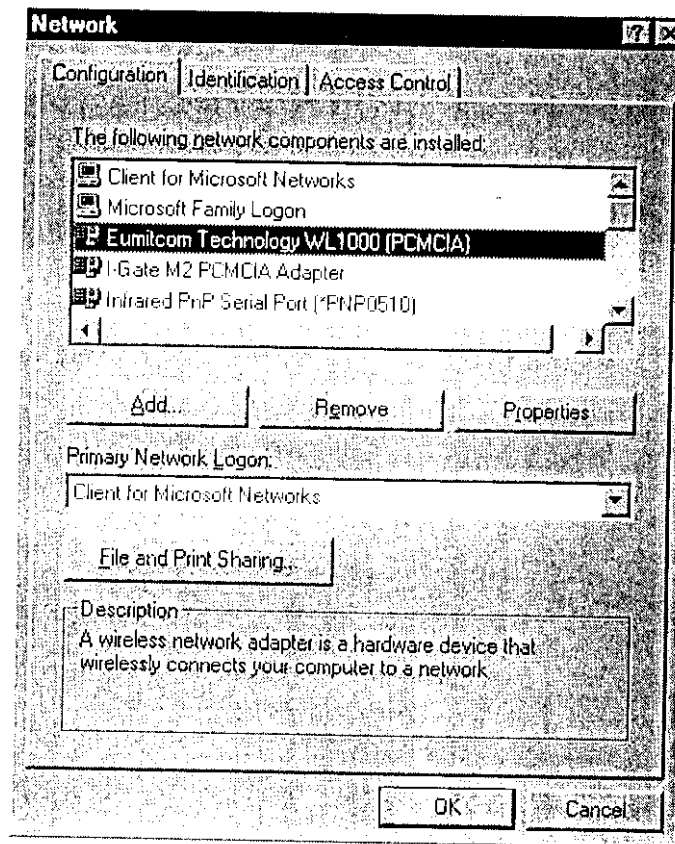 Network
Configuration Identification Access Control
The following network components are installed:
Client for Microsoft Networks
Microsoft Family Logon
Eumitcom Technology WL1000 (PCMCIA)
I-Gate M2 PCMCIA Adapter
Infrared PnP Serial Port (*PNP0510)
Add... Remove Properties
Primary Network Logon:
Client for Microsoft Networks
File and Print Sharing...
Description
A wireless network adapter is a hardware device that
wirelessly connects your computer to a network
OK Cancel